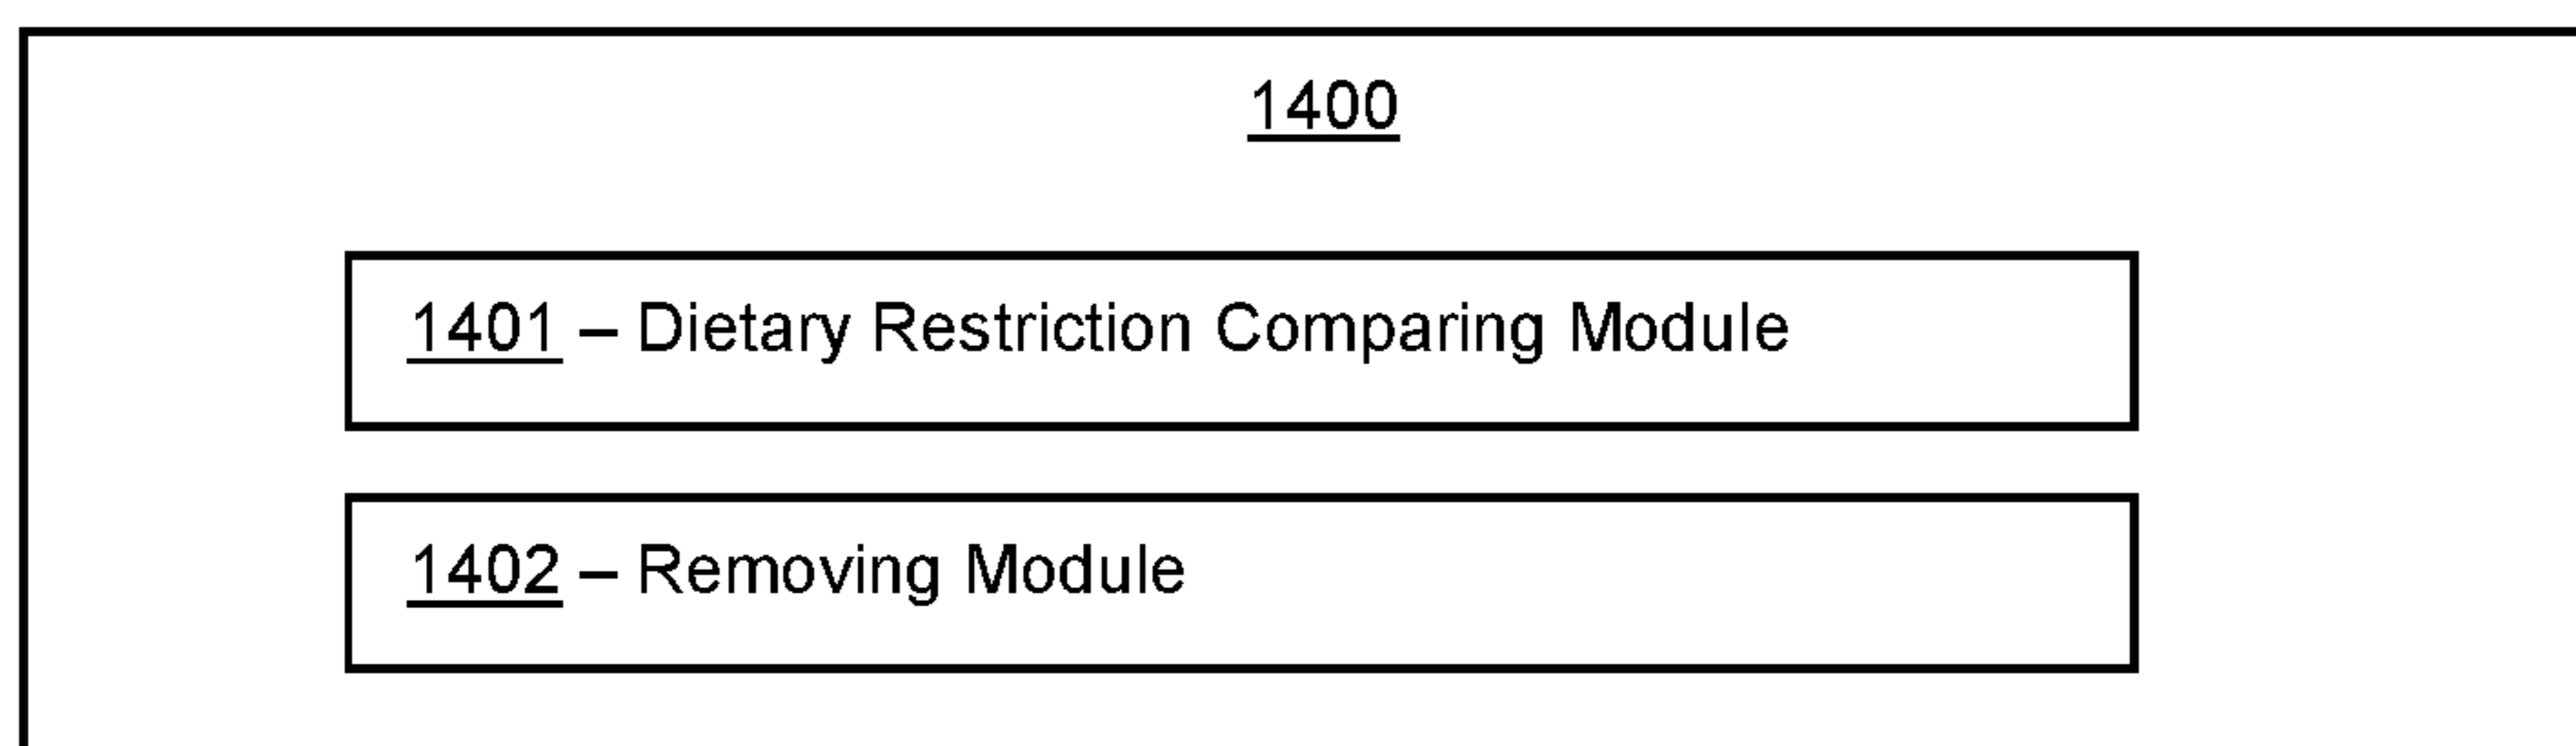 1400
1401 – Dietary Restriction Comparing Module
1402 – Removing Module